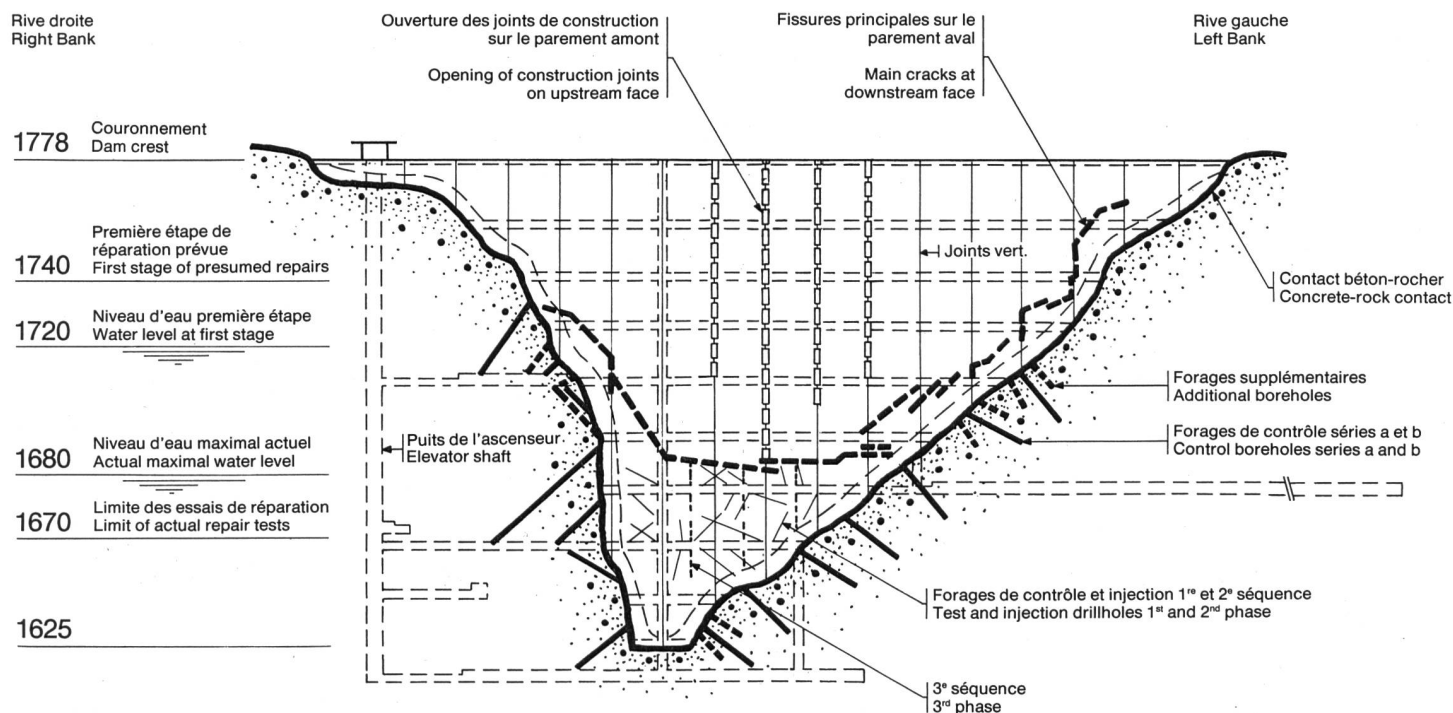 Rive droite
Right Bank
Ouverture des joints de construction
sur le parement amont
Opening of construction joints
on upstream face
Fissures principales sur le
parement aval
Main cracks at
downstream face
Rive gauche
Left Bank
1778
Couronnement
Dam crest
Première étape de
réparation prévue
1740 First stage of presumed repairs
Niveau d'eau première étape
1720 Water level at first stage
Niveau d'eau maximal actuel
1680 Actual maximal water level
Limite des essais de réparation
1670 Limit of actual repair tests
1625
Puits de l'ascenseur
Elevator shaft
Joints vert.
Contact béton-rocher
Concrete-rock contact
Forages supplémentaires
Additional boreholes
Forages de contrôle séries a et b
Control boreholes series a and b
Forages de contrôle et injection 1re et 2e séquence
Test and injection drillholes 1st and 2nd phase
3e séquence
3rd phase